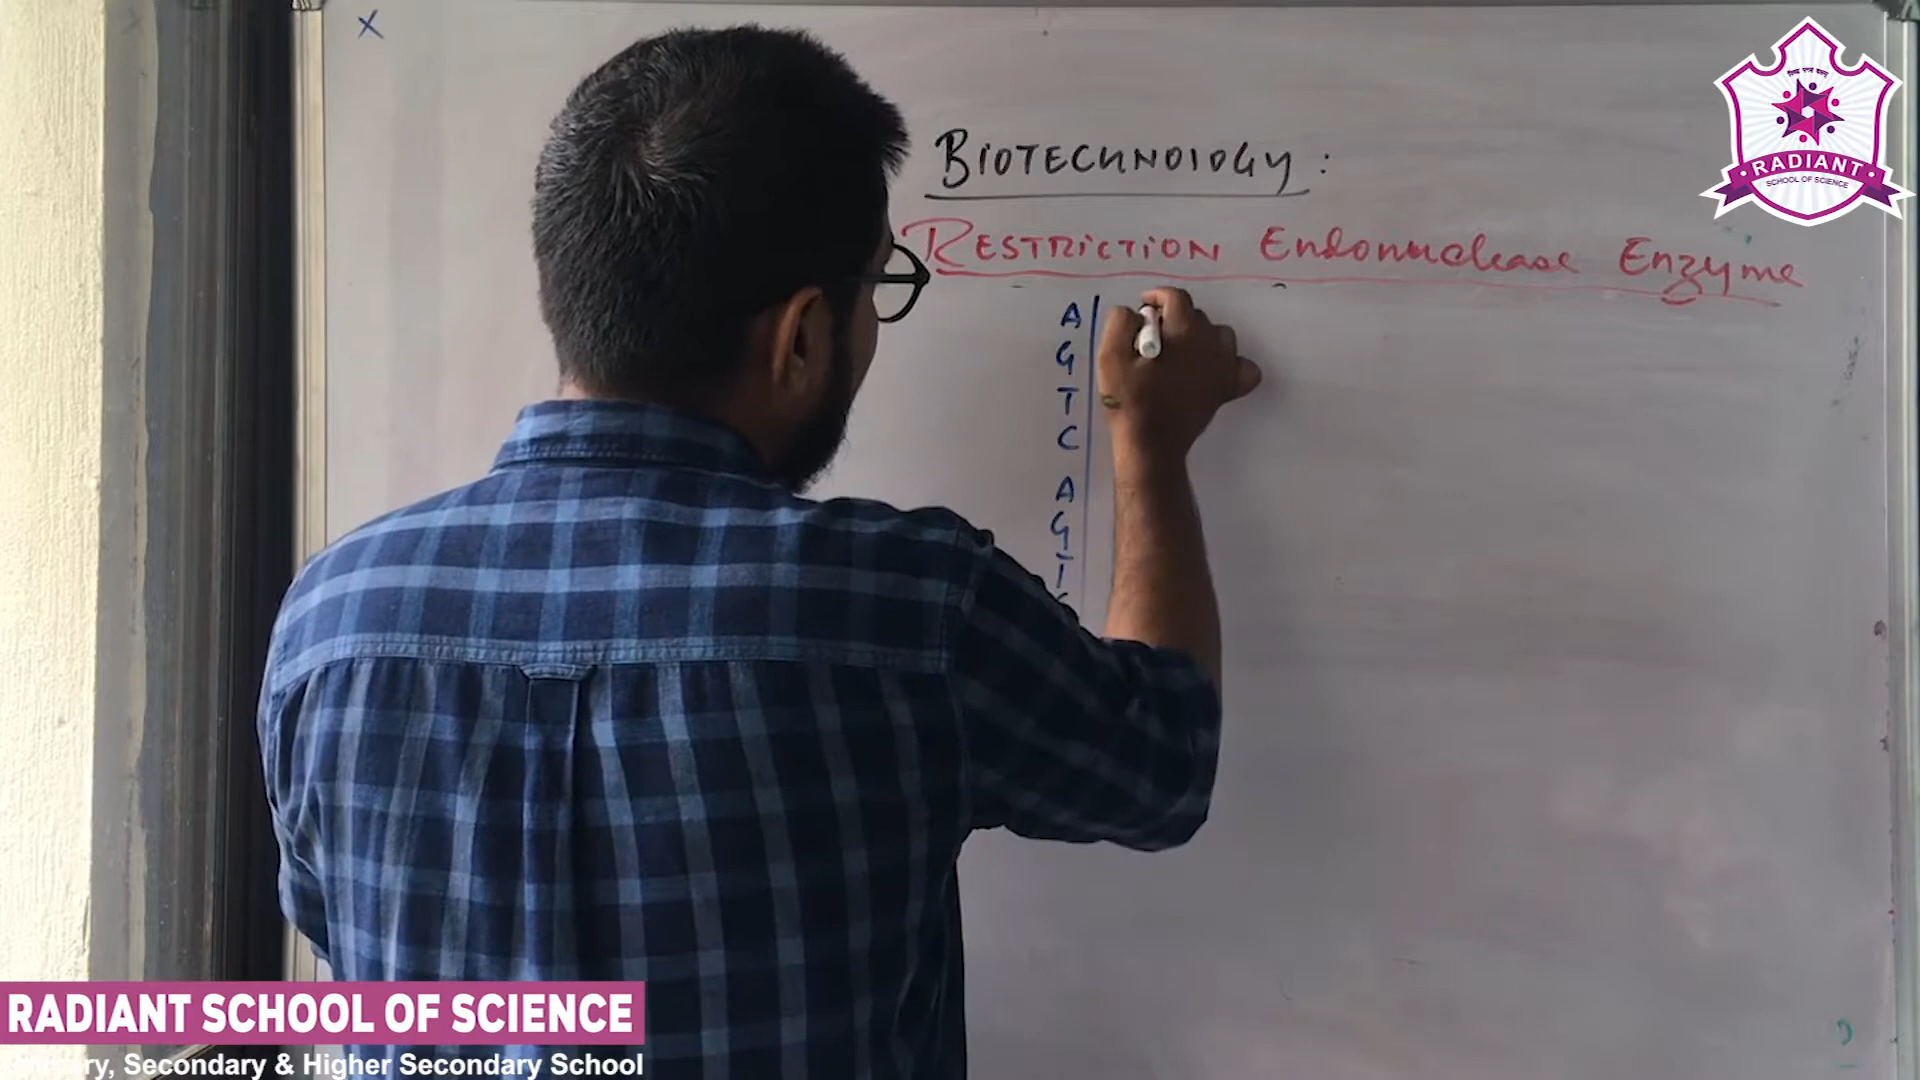 X
BIOTECHNOLOGY :
RESTRICTION Endonuclease Enzyme
A
G
T
C
A
G
T
RADIANT
SCHOOL OF SCIENCE
RADIANT SCHOOL OF SCIENCE
Secondary & Higher Secondary School